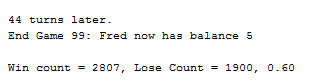 44 turns later.
End Game 99: Fred now has balance 5
Win count = 2807, Lose Count = 1900, 0.60